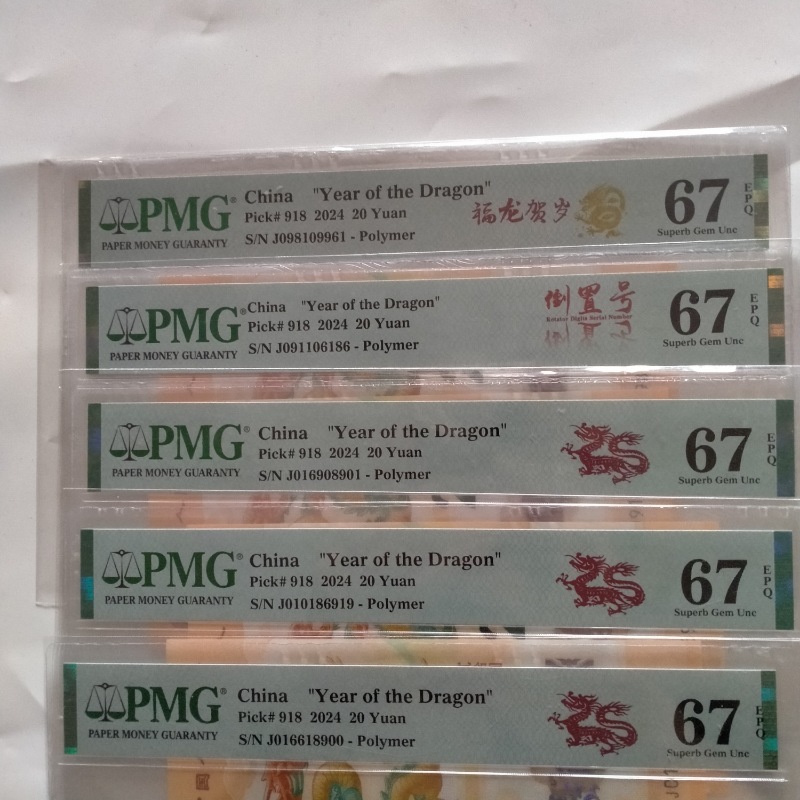 PMG®
PAPER MONEY GUARANTY
China "Year of the Dragon"
Pick# 918 2024 20 Yuan
S/N J098109961 - Polymer
福龙贺岁
67
EPQ
Superb Gem Unc
PMG®
PAPER MONEY GUARANTY
China "Year of the Dragon"
Pick# 918 2024 20 Yuan
S/N J091106186 - Polymer
倒置号
Rotator Digits Serial Number
67
EPQ
Superb Gem Unc
PMG®
PAPER MONEY GUARANTY
China "Year of the Dragon"
Pick# 918 2024 20 Yuan
S/N J016908901 - Polymer
67
EPQ
Superb Gem Unc
PMG®
PAPER MONEY GUARANTY
China "Year of the Dragon"
Pick# 918 2024 20 Yuan
S/N J010186919 - Polymer
67
EPQ
Superb Gem Unc
PMG®
PAPER MONEY GUARANTY
China "Year of the Dragon"
Pick# 918 2024 20 Yuan
S/N J016618900 - Polymer
67
EPQ
Superb Gem Unc
J01